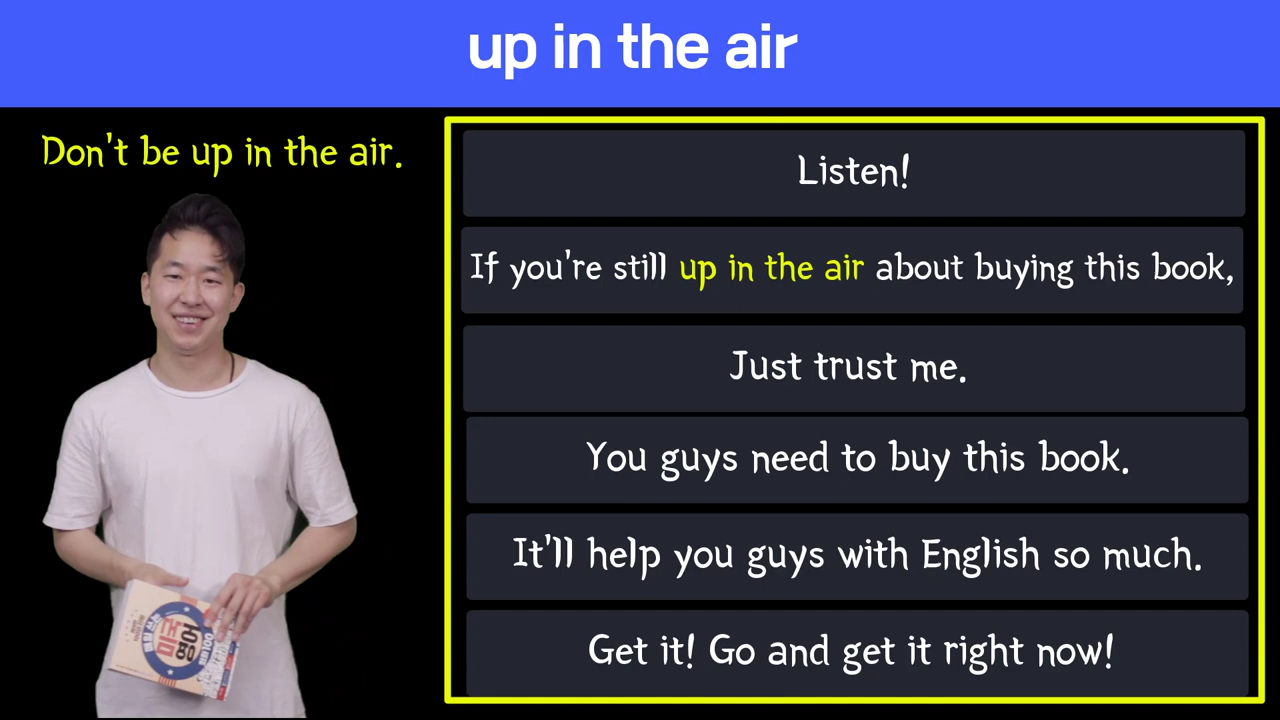 up in the air
Don't be up in the air.
Listen!
If you're still up in the air about buying this book,
Just trust me.
You guys need to buy this book.
It'll help you guys with English so much.
Get it! Go and get it right now!